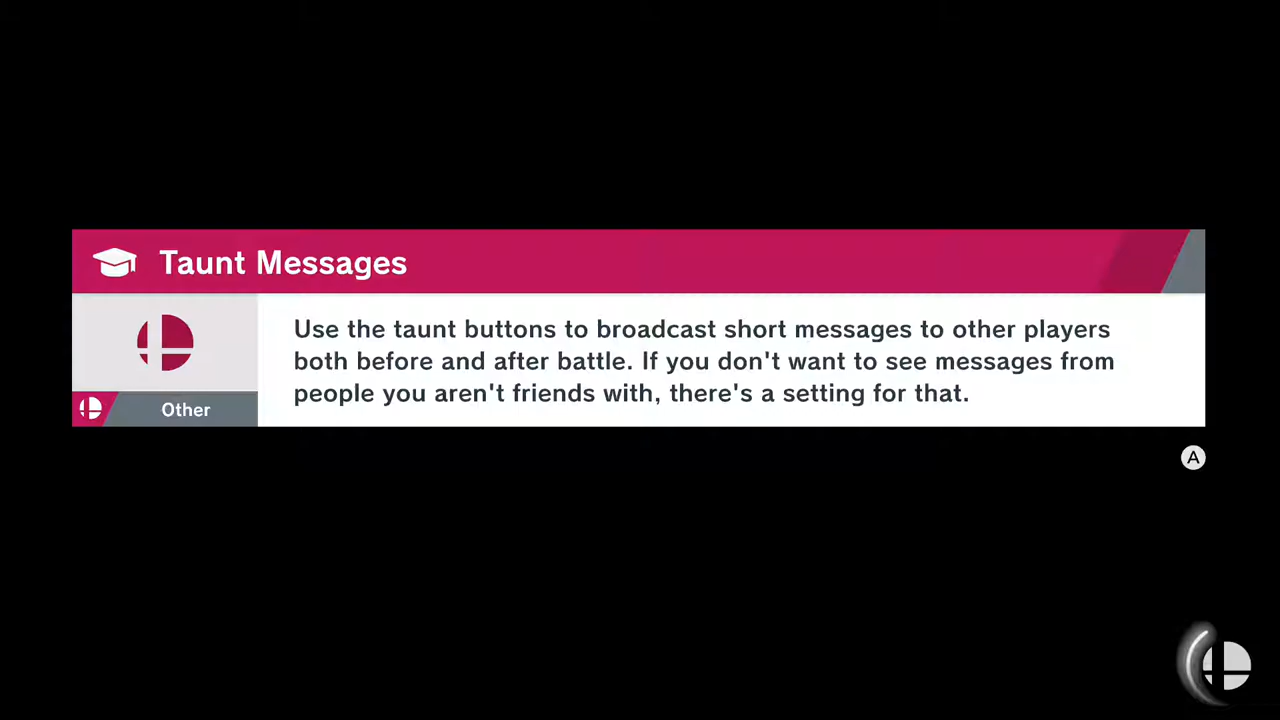 Taunt Messages
Use the taunt buttons to broadcast short messages to other players
both before and after battle. If you don't want to see messages from
people you aren't friends with, there's a setting for that.
Other
A